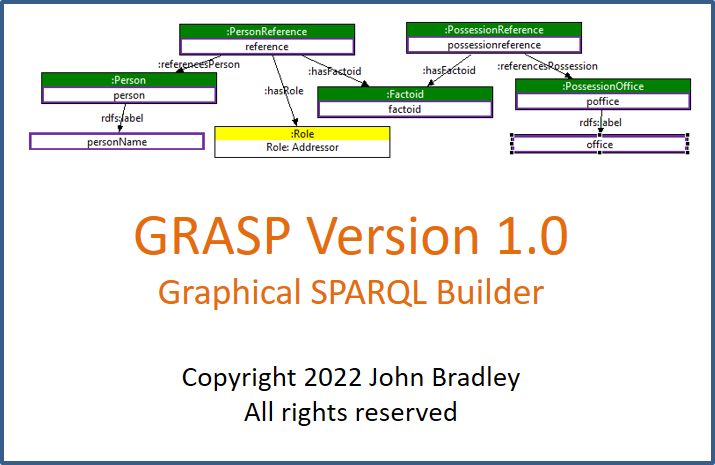 :PersonReference
reference
:PossessionReference
possessionreference
:referencesPerson
:hasRole
:hasFactoid
:hasFactoid
:referencesPossession
:Person
person
:Factoid
factoid
:PossessionOffice
poffice
rdfs:label
rdfs:label
personName
:Role
Role: Addressor
office
GRASP Version 1.0
Graphical SPARQL Builder
Copyright 2022 John Bradley
All rights reserved